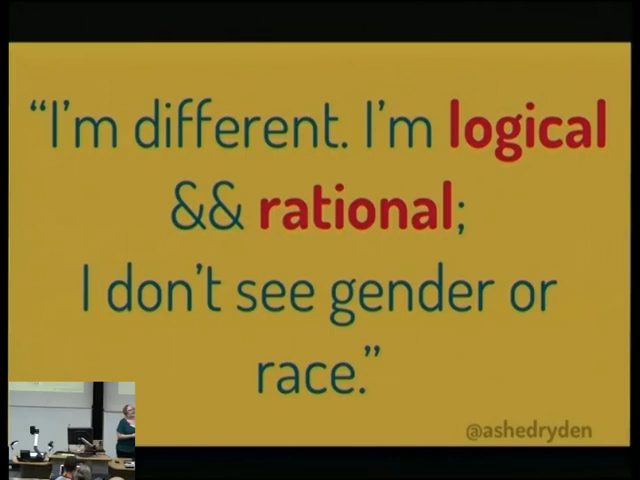 “I’m different. I’m logical
&& rational;
I don’t see gender or
race.”
@ashedryden